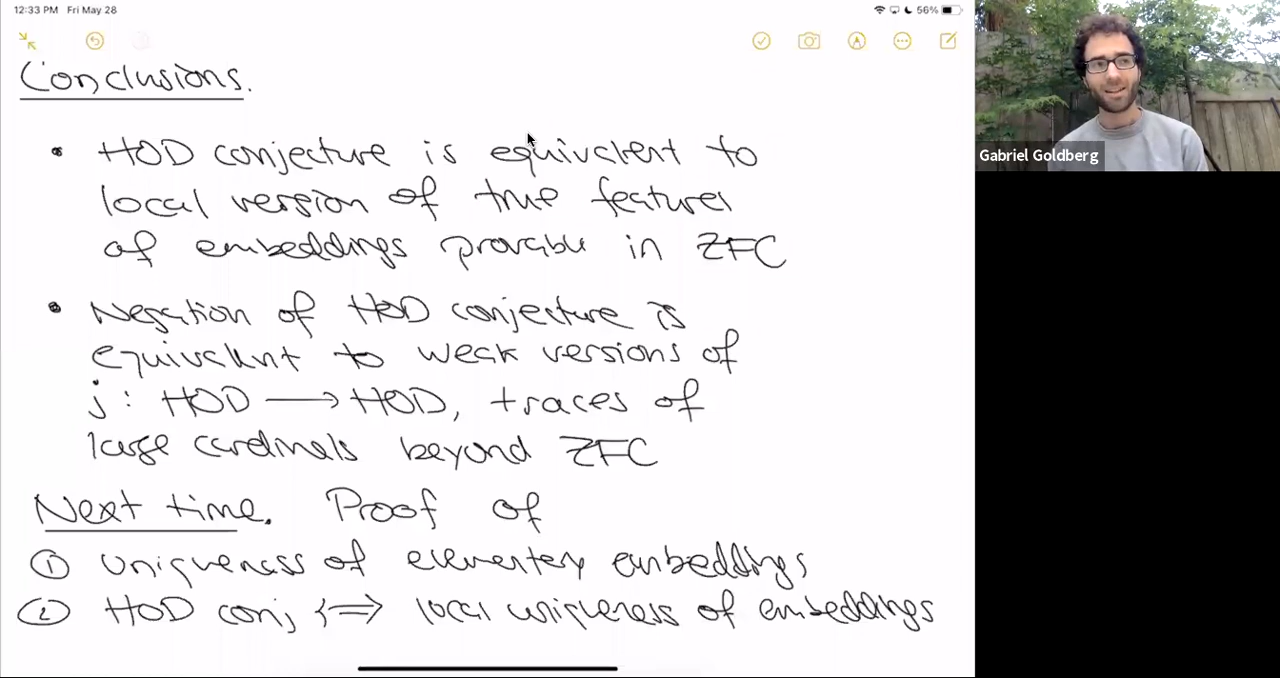 12:33 PM Fri May 28
56%
Conclusions.
• HOD conjecture is equivalent to
local version of true features
of embeddings provable in ZFC
• Negation of HOD conjecture is
equivalent to weak versions of
j: HOD → HOD, traces of
large cardinals beyond ZFC
Next time. Proof of
① Uniqueness of elementary embeddings
② HOD conj ⟺ local uniqueness of embeddings
Gabriel Goldberg